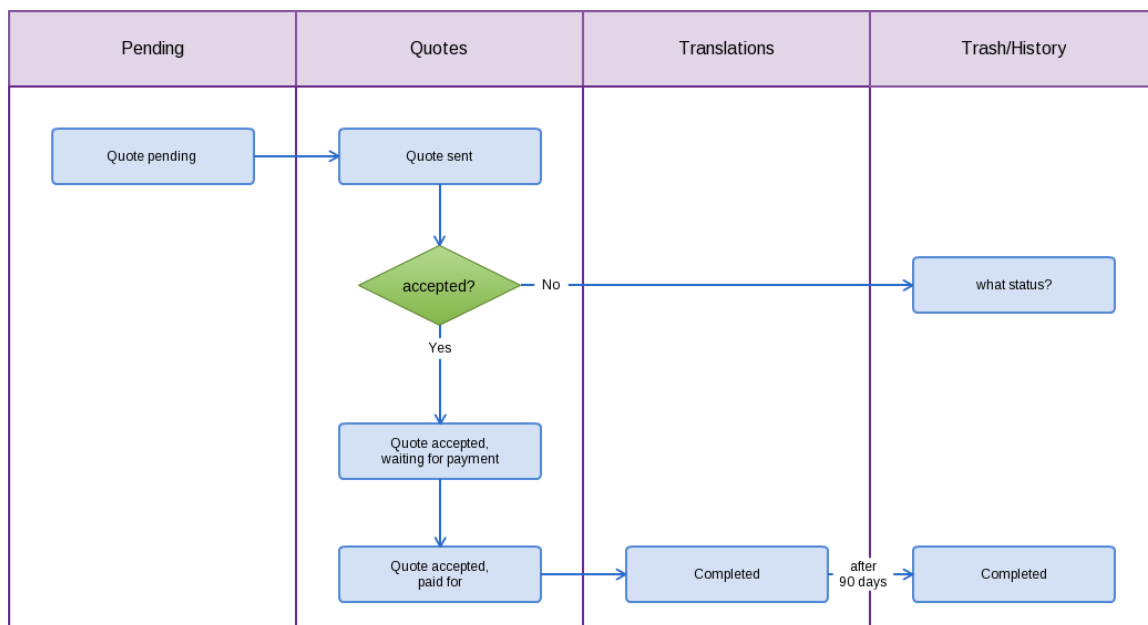 Pending
Quotes
Translations
Trash/History
Quote pending
Quote sent
accepted?
No
what status?
Yes
Quote accepted,
waiting for payment
Quote accepted,
paid for
Completed
after
90 days
Completed